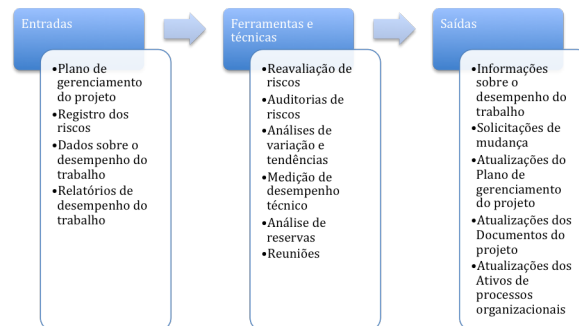 Entradas
•Plano de
gerenciamento
do projeto
•Registro dos
riscos
•Dados sobre o
desempenho do
trabalho
•Relatórios de
desempenho do
trabalho
Ferramentas e
técnicas
•Reavaliação de
riscos
•Auditorias de
riscos
•Análises de
variação e
tendências
•Medição de
desempenho
técnico
•Análise de
reservas
•Reuniões
Saídas
•Informações
sobre o
desempenho do
trabalho
•Solicitações de
mudança
•Atualizações do
Plano de
gerenciamento
do projeto
•Atualizações dos
Documentos do
projeto
•Atualizações dos
Ativos de
processos
organizacionais